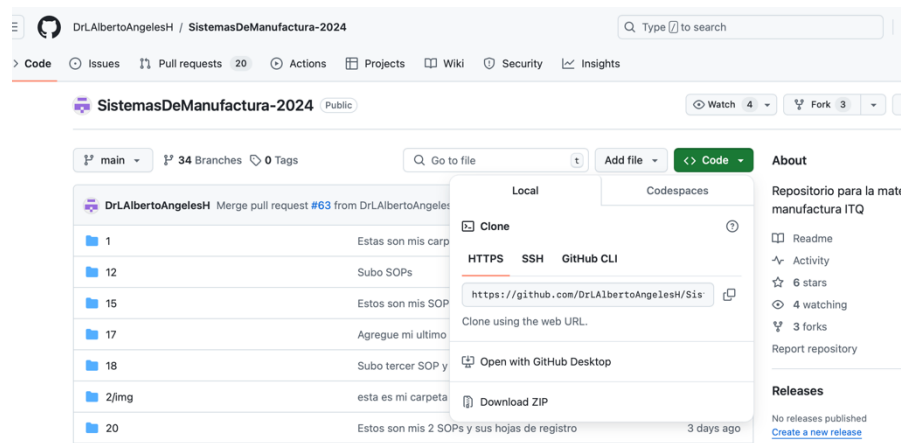 DrLAlbertoAngelesH / SistemasDeManufactura-2024
Type / to search
Code Issues Pull requests 20 Actions Projects Wiki Security Insights
SistemasDeManufactura-2024 Public
Watch 4 Fork 3
main 34 Branches 0 Tags Go to file t Add file Code
About
Local Codespaces
Repositorio para la mate
manufactura ITQ
DrLAlbertoAngelesH Merge pull request #63 from DrLAlbertoAngeles
Clone
Readme
1 Estas son mis carp
HTTPS SSH GitHub CLI
Activity
12 Subo SOPs
6 stars
https://github.com/DrLAlbertoAngelesH/Sis
15 Estos son mis SOP
4 watching
Clone using the web URL.
3 forks
17 Agregue mi ultimo
Report repository
18 Subo tercer SOP y
Open with GitHub Desktop
Releases
2/img esta es mi carpeta
Download ZIP
No releases published
20 Estos son mis 2 SOPs y sus hojas de registro 3 days ago
Create a new release